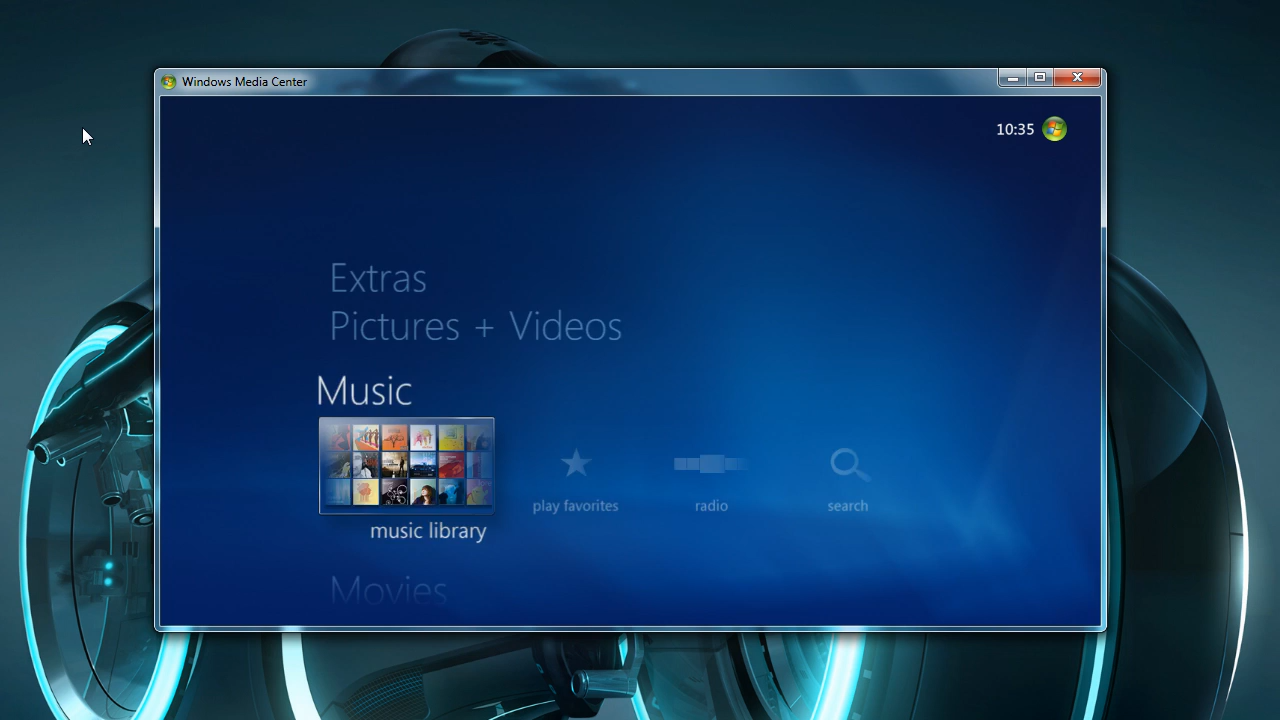 Windows Media Center
10:35
Extras
Pictures + Videos
Music
play favorites
radio
search
music library
Movies